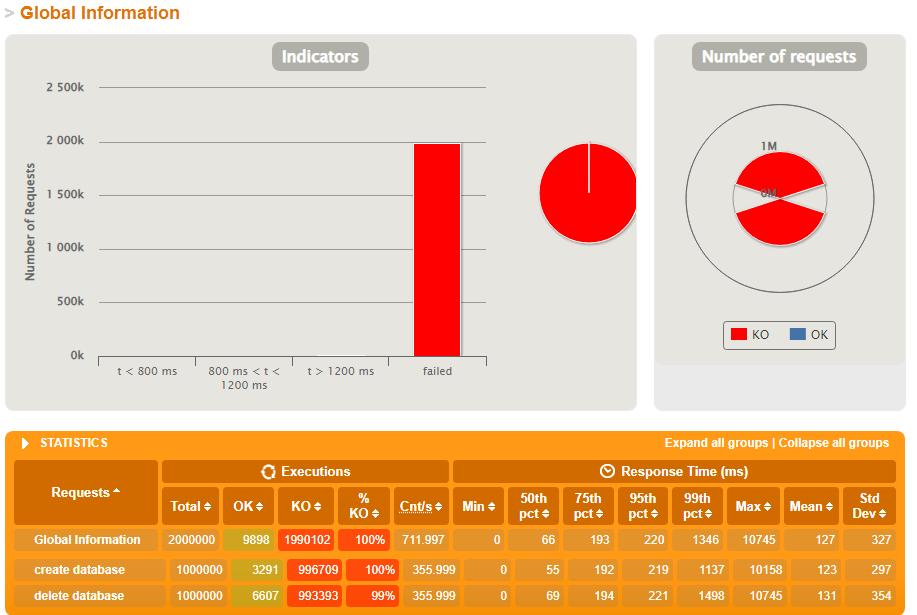 > Global Information
Indicators
Number of requests
Number of Requests
2 500k
2 000k
1 500k
1 000k
500k
0k
t < 800 ms
800 ms < t <
1200 ms
t > 1200 ms
failed
1M
0M
KO OK
STATISTICS
Expand all groups | Collapse all groups
Requests
Executions
Response Time (ms)
Total OK KO % KO Cnt/s Min 50th pct 75th pct 95th pct 99th pct Max Mean Std Dev
Global Information 2000000 9898 1990102 100% 711.997 0 66 193 220 1346 10745 127 327
create database 1000000 3291 996709 100% 355.999 0 55 192 219 1137 10158 123 297
delete database 1000000 6607 993393 99% 355.999 0 69 194 221 1498 10745 131 354